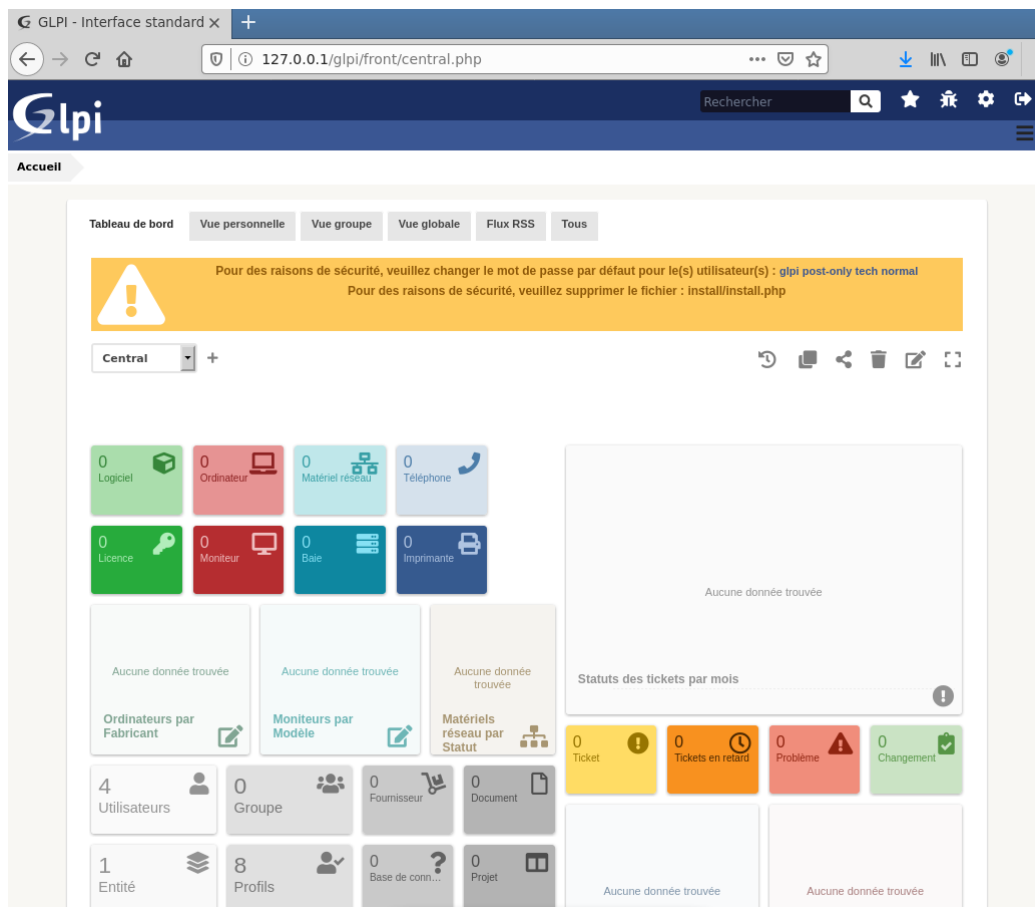 GLPI - Interface standard
127.0.0.1/glpi/front/central.php
Glpi
Rechercher
Accueil
Tableau de bord Vue personnelle Vue groupe Vue globale Flux RSS Tous
Pour des raisons de sécurité, veuillez changer le mot de passe par défaut pour le(s) utilisateur(s) : glpi post-only tech normal
Pour des raisons de sécurité, veuillez supprimer le fichier : install/install.php
Central
0 Logiciel
0 Ordinateur
0 Matériel réseau
0 Téléphone
0 Licence
0 Moniteur
0 Baie
0 Imprimante
Aucune donnée trouvée
Statuts des tickets par mois
Aucune donnée trouvée
Ordinateurs par
Fabricant
Aucune donnée trouvée
Moniteurs par
Modèle
Aucune donnée
trouvée
Matériels
réseau par
Statut
0 Ticket
0 Tickets en retard
0 Problème
0 Changement
4 Utilisateurs
0 Groupe
0 Fournisseur
0 Document
1 Entité
8 Profils
0 Base de conn...
0 Projet
Aucune donnée trouvée
Aucune donnée trouvée